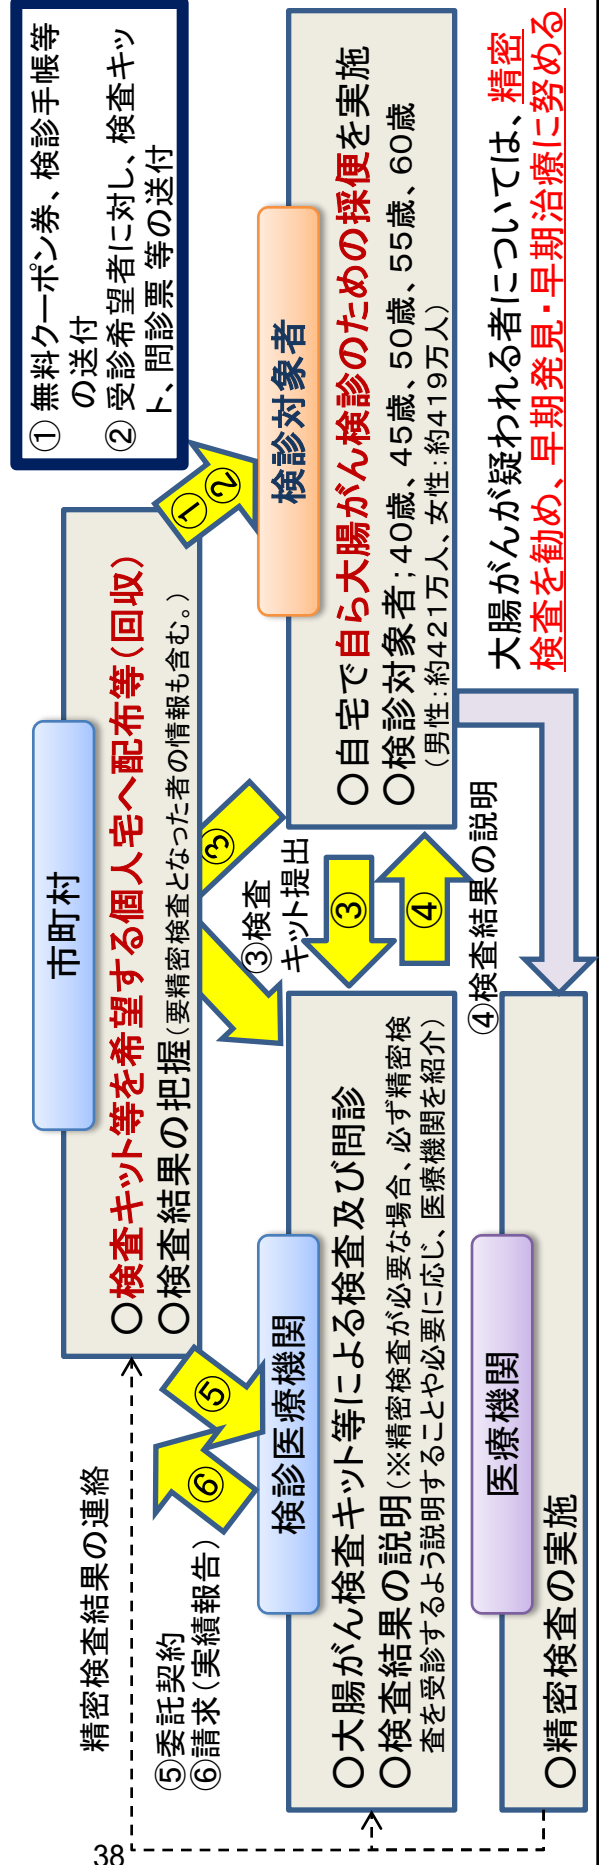 市町村
〇検査キット等を希望する個人宅へ配布等(回収)
〇検査結果の把握(要精密検査となった者の情報も含む。)
① 無料クーポン券、検診手帳等
の送付
② 受診希望者に対し、検査キッ
ト、問診票 等の送付
精密検査結果の連絡
⑤委託契約
⑥請求(実績報告)
⑥
⑤
③
③検査
キット提出
①
②
検診医療機関
〇大腸がん検査キット等による検査及び問診
〇検査結果の説明(※精密検査が必要な場合、必ず精密検
査を受診するよう説明することや必要に応じ、医療機関を紹介)
③
④
④検査結果の説明
検診対象者
〇自宅で自ら大腸がん検診のための採便を実施
〇検診対象者;40歳、45歳、50歳、55歳、60歳
(男性:約421万人、女性:約419万人)
医療機関
〇精密検査の実施
大腸がんが疑われる者については、精密
検査を勧め、早期発見・早期治療に努める
38